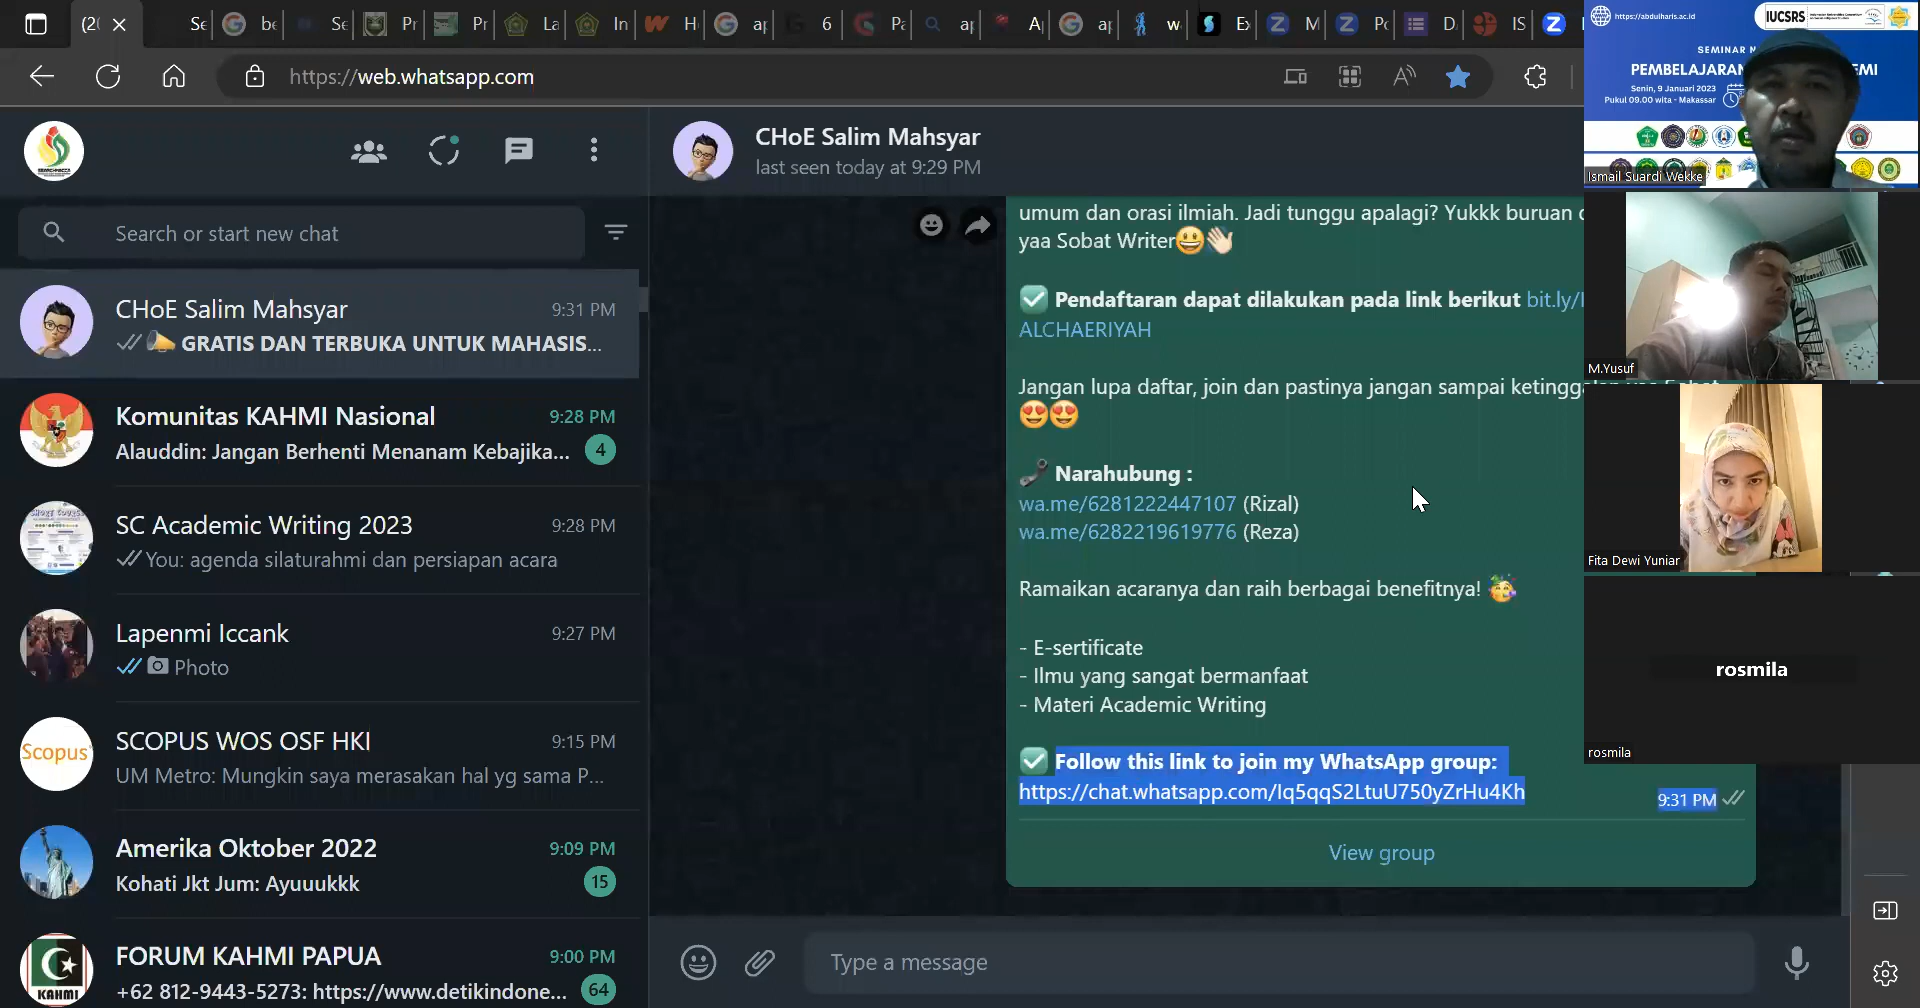 https://web.whatsapp.com
Search or start new chat
CHoE Salim Mahsyar
9:31 PM
GRATIS DAN TERBUKA UNTUK MAHASIS...
Komunitas KAHMI Nasional
9:28 PM
Alauddin: Jangan Berhenti Menanam Kebajika...
4
SC Academic Writing 2023
9:28 PM
You: agenda silaturahmi dan persiapan acara
Lapenmi Iccank
9:27 PM
Photo
Scopus
SCOPUS WOS OSF HKI
9:15 PM
UM Metro: Mungkin saya merasakan hal yg sama P...
Amerika Oktober 2022
9:09 PM
Kohati Jkt Jum: Ayuuukkk
15
KAHMI
FORUM KAHMI PAPUA
9:00 PM
+62 812-9443-5273: https://www.detikindone...
64
CHoE Salim Mahsyar
last seen today at 9:29 PM
umum dan orasi ilmiah. Jadi tunggu apalagi? Yukkk buruan
yaa Sobat Writer😃👋🏻
✅ Pendaftaran dapat dilakukan pada link berikut bit.ly/
ALCHAERIYAH
Jangan lupa daftar, join dan pastinya jangan sampai
😍😍
Narahubung :
wa.me/6281222447107 (Rizal)
wa.me/6282219619776 (Reza)
Ramaikan acaranya dan raih berbagai benefitnya! 🥳
- E-sertificate
- Ilmu yang sangat bermanfaat
- Materi Academic Writing
✅ Follow this link to join my WhatsApp group:
https://chat.whatsapp.com/Iq5qqS2LtuU750yZrHu4Kh
9:31 PM
View group
Type a message
https://abdulharis.ac.id
IUCSRS
SEMINAR
PEMBELAJARAN
Senin, 9 Januari 2023
Pukul 09.00 wita - Makassar
Ismail Suardi Wekke
M.Yusuf
Fita Dewi Yuniar
rosmila
rosmila